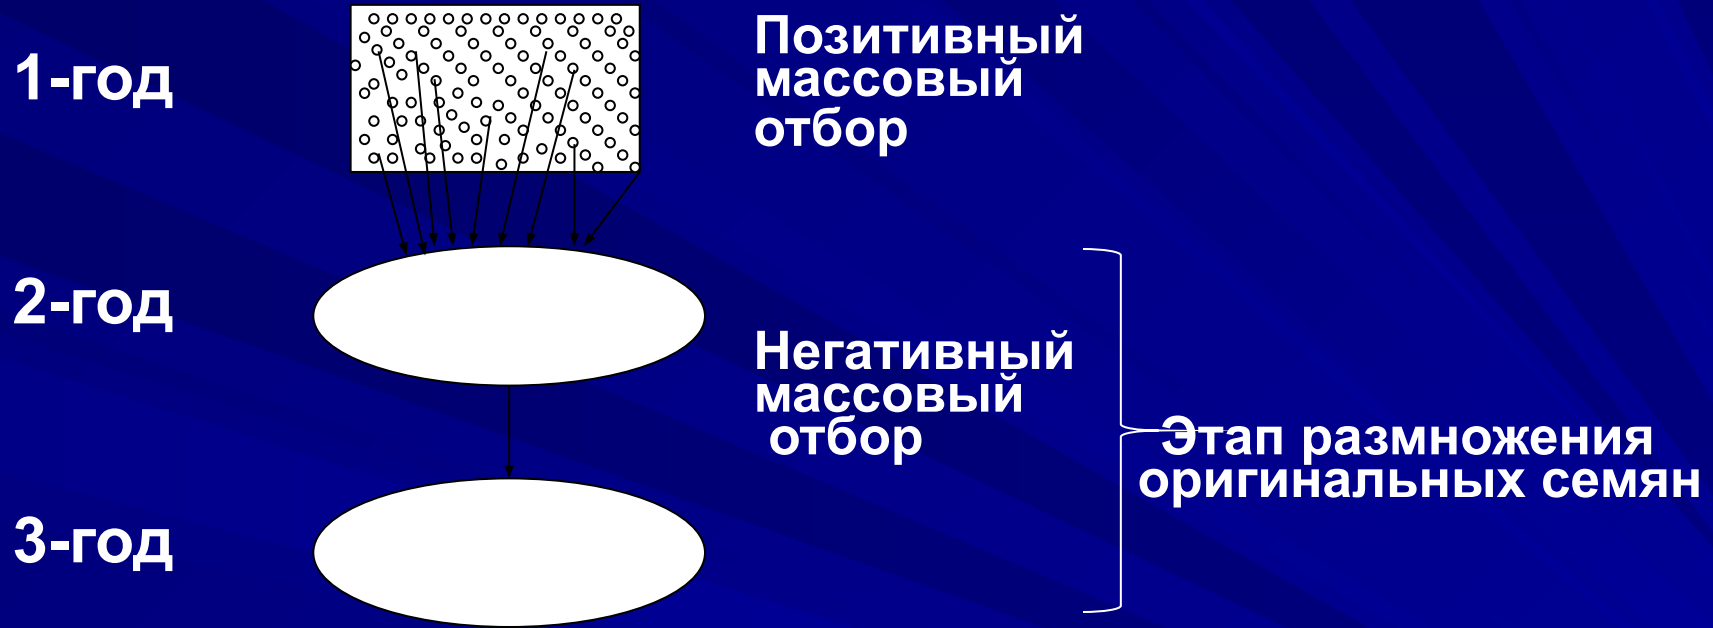 1-год
Позитивный
массовый
отбор
2-год
Негативный
массовый
отбор
Этап размножения
оригинальных семян
3-год